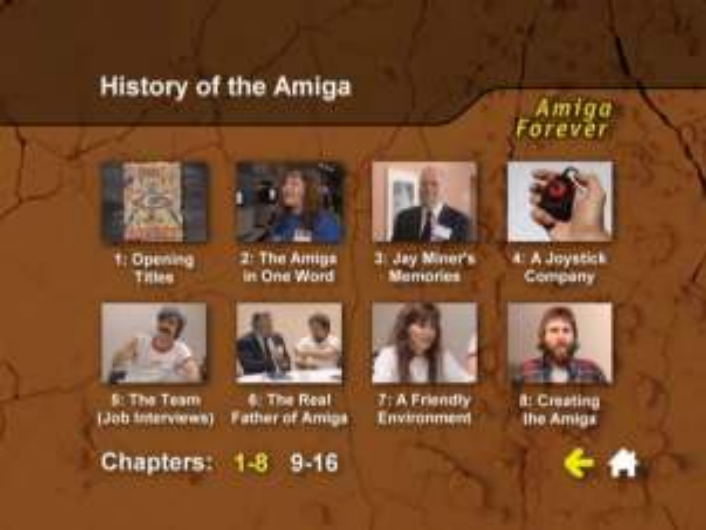 History of the Amiga
Amiga
Forever
1: Opening
Titles
2: The Amiga
in One Word
3: Jay Miner's
Memories
4: A Joystick
Company
5: The Team
(Job Interviews)
6: The Real
Father of Amiga
7: A Friendly
Environment
8: Creating
the Amiga
Chapters: 1-8 9-16